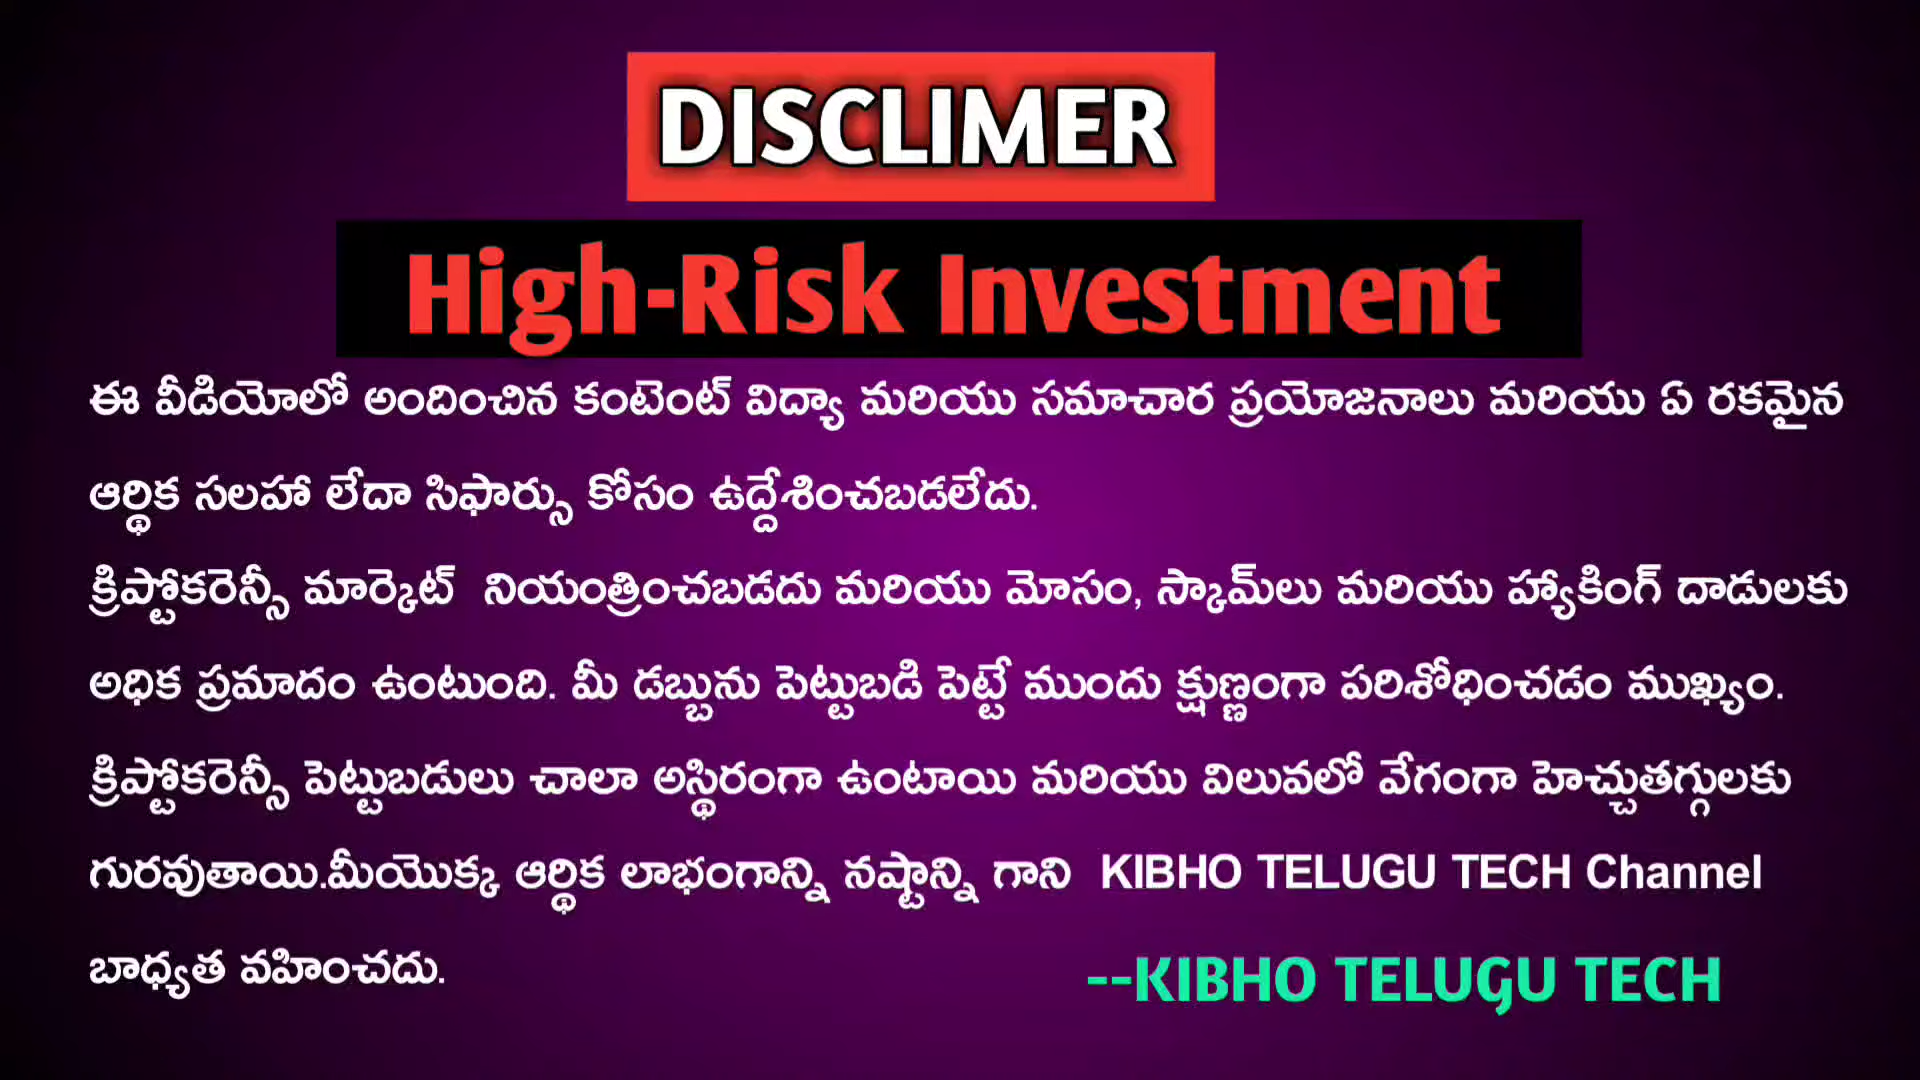 DISCLIMER
High-Risk Investment
ఈ వీడియోలో అందించిన కంటెంట్ విద్యా మరియు సమాచార ప్రయోజనాలు మరియు ఏ రకమైన
ఆర్థిక సలహా లేదా సిఫార్సు కోసం ఉద్దేశించబడలేదు.
క్రిప్టోకరెన్సీ మార్కెట్  నియంత్రించబడదు మరియు మోసం, స్కామ్‌లు మరియు హ్యాకింగ్ దాడులకు
అధిక ప్రమాదం ఉంటుంది. మీ డబ్బును పెట్టుబడి పెట్టే ముందు క్షుణ్ణంగా పరిశోధించడం ముఖ్యం.
క్రిప్టోకరెన్సీ పెట్టుబడులు చాలా అస్థిరంగా ఉంటాయి మరియు విలువలో వేగంగా హెచ్చుతగ్గులకు
గురవుతాయి.మీయొక్క ఆర్థిక లాభంగాన్ని నష్టాన్ని గాని  KIBHO TELUGU TECH Channel
బాధ్యత వహించదు.
--KIBHO TELUGU TECH